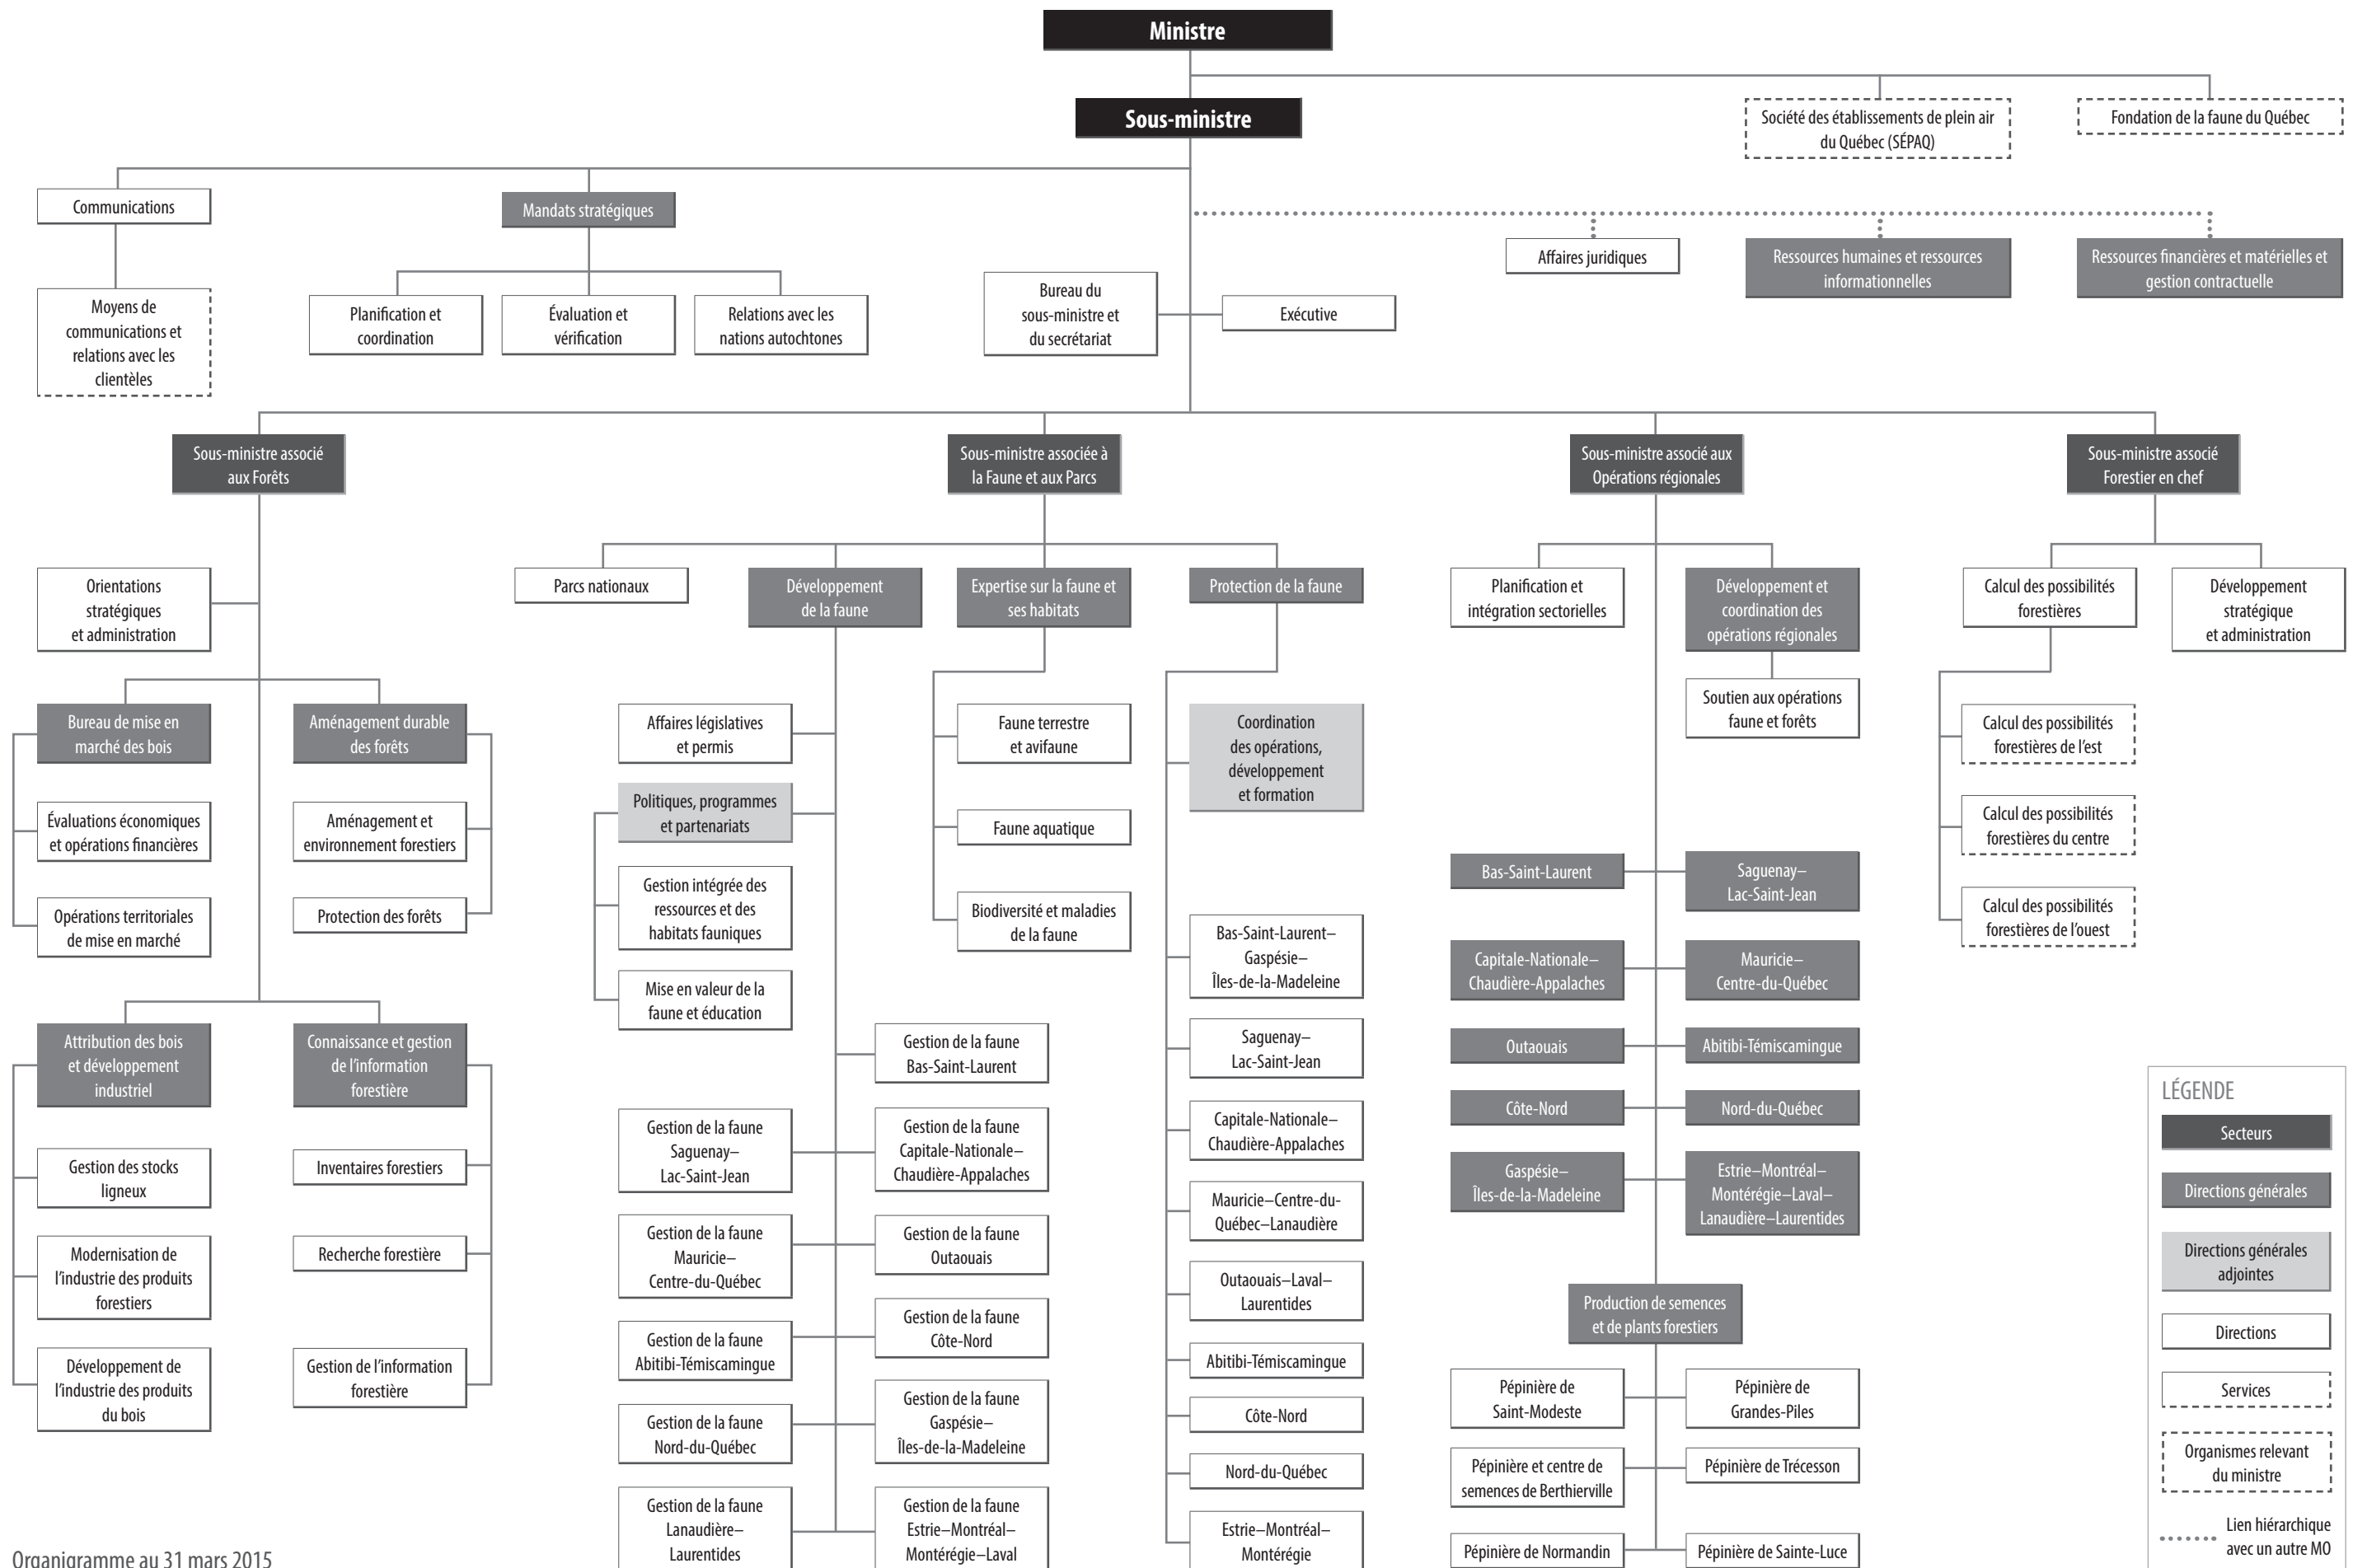 Ministre
Sous-ministre
Société des établissements de plein air
du Québec (SÉPAQ)
Fondation de la faune du Québec
Communications
Mandats stratégiques
Affaires juridiques
Ressources humaines et ressources
informationnelles
Ressources financières et matérielles et
gestion contractuelle
Moyens de
communications et
relations avec les
clientèles
Planification et
coordination
Évaluation et
vérification
Relations avec les
nations autochtones
Bureau du
sous-ministre et
du secrétariat
Exécutive
Sous-ministre associé
aux Forêts
Sous-ministre associée à
la Faune et aux Parcs
Sous-ministre associé aux
Opérations régionales
Sous-ministre associé
Forestier en chef
Orientations
stratégiques
et administration
Bureau de mise en
marché des bois
Évaluations économiques
et opérations financières
Opérations territoriales
de mise en marché
Aménagement durable
des forêts
Aménagement et
environnement forestiers
Protection des forêts
Attribution des bois
et développement
industriel
Gestion des stocks
ligneux
Modernisation de
l'industrie des produits
forestiers
Développement de
l'industrie des produits
du bois
Connaissance et gestion
de l'information
forestière
Inventaires forestiers
Recherche forestière
Gestion de l'information
forestière
Parcs nationaux
Développement
de la faune
Expertise sur la faune et
ses habitats
Protection de la faune
Affaires législatives
et permis
Politiques, programmes
et partenariats
Gestion intégrée des
ressources et des
habitats fauniques
Mise en valeur de la
faune et éducation
Gestion de la faune
Bas-Saint-Laurent
Gestion de la faune
Saguenay–
Lac-Saint-Jean
Gestion de la faune
Capitale-Nationale–
Chaudière-Appalaches
Gestion de la faune
Mauricie–
Centre-du-Québec
Gestion de la faune
Outaouais
Gestion de la faune
Abitibi-Témiscamingue
Gestion de la faune
Côte-Nord
Gestion de la faune
Nord-du-Québec
Gestion de la faune
Gaspésie–
Îles-de-la-Madeleine
Gestion de la faune
Lanaudière–
Laurentides
Gestion de la faune
Estrie–Montréal–
Montérégie–Laval
Faune terrestre
et avifaune
Faune aquatique
Biodiversité et maladies
de la faune
Coordination
des opérations,
développement
et formation
Bas-Saint-Laurent–
Gaspésie–
Îles-de-la-Madeleine
Saguenay–
Lac-Saint-Jean
Capitale-Nationale–
Chaudière-Appalaches
Mauricie–Centre-du-
Québec–Lanaudière
Outaouais–Laval–
Laurentides
Abitibi-Témiscamingue
Côte-Nord
Nord-du-Québec
Estrie–Montréal–
Montérégie
Planification et
intégration sectorielles
Développement et
coordination des
opérations régionales
Soutien aux opérations
faune et forêts
Bas-Saint-Laurent
Saguenay–
Lac-Saint-Jean
Capitale-Nationale–
Chaudière-Appalaches
Mauricie–
Centre-du-Québec
Outaouais
Abitibi-Témiscamingue
Côte-Nord
Nord-du-Québec
Gaspésie–
Îles-de-la-Madeleine
Estrie–Montréal–
Montérégie–Laval–
Lanaudière–Laurentides
Production de semences
et de plants forestiers
Pépinière de
Saint-Modeste
Pépinière de
Grandes-Piles
Pépinière et centre de
semences de Berthierville
Pépinière de Trécesson
Pépinière de Normandin
Pépinière de Sainte-Luce
Calcul des possibilités
forestières
Développement
stratégique
et administration
Calcul des possibilités
forestières de l'est
Calcul des possibilités
forestières du centre
Calcul des possibilités
forestières de l'ouest
LÉGENDE
Secteurs
Directions générales
Directions générales
adjointes
Directions
Services
Organismes relevant
du ministre
Lien hiérarchique
avec un autre MO
Organigramme au 31 mars 2015